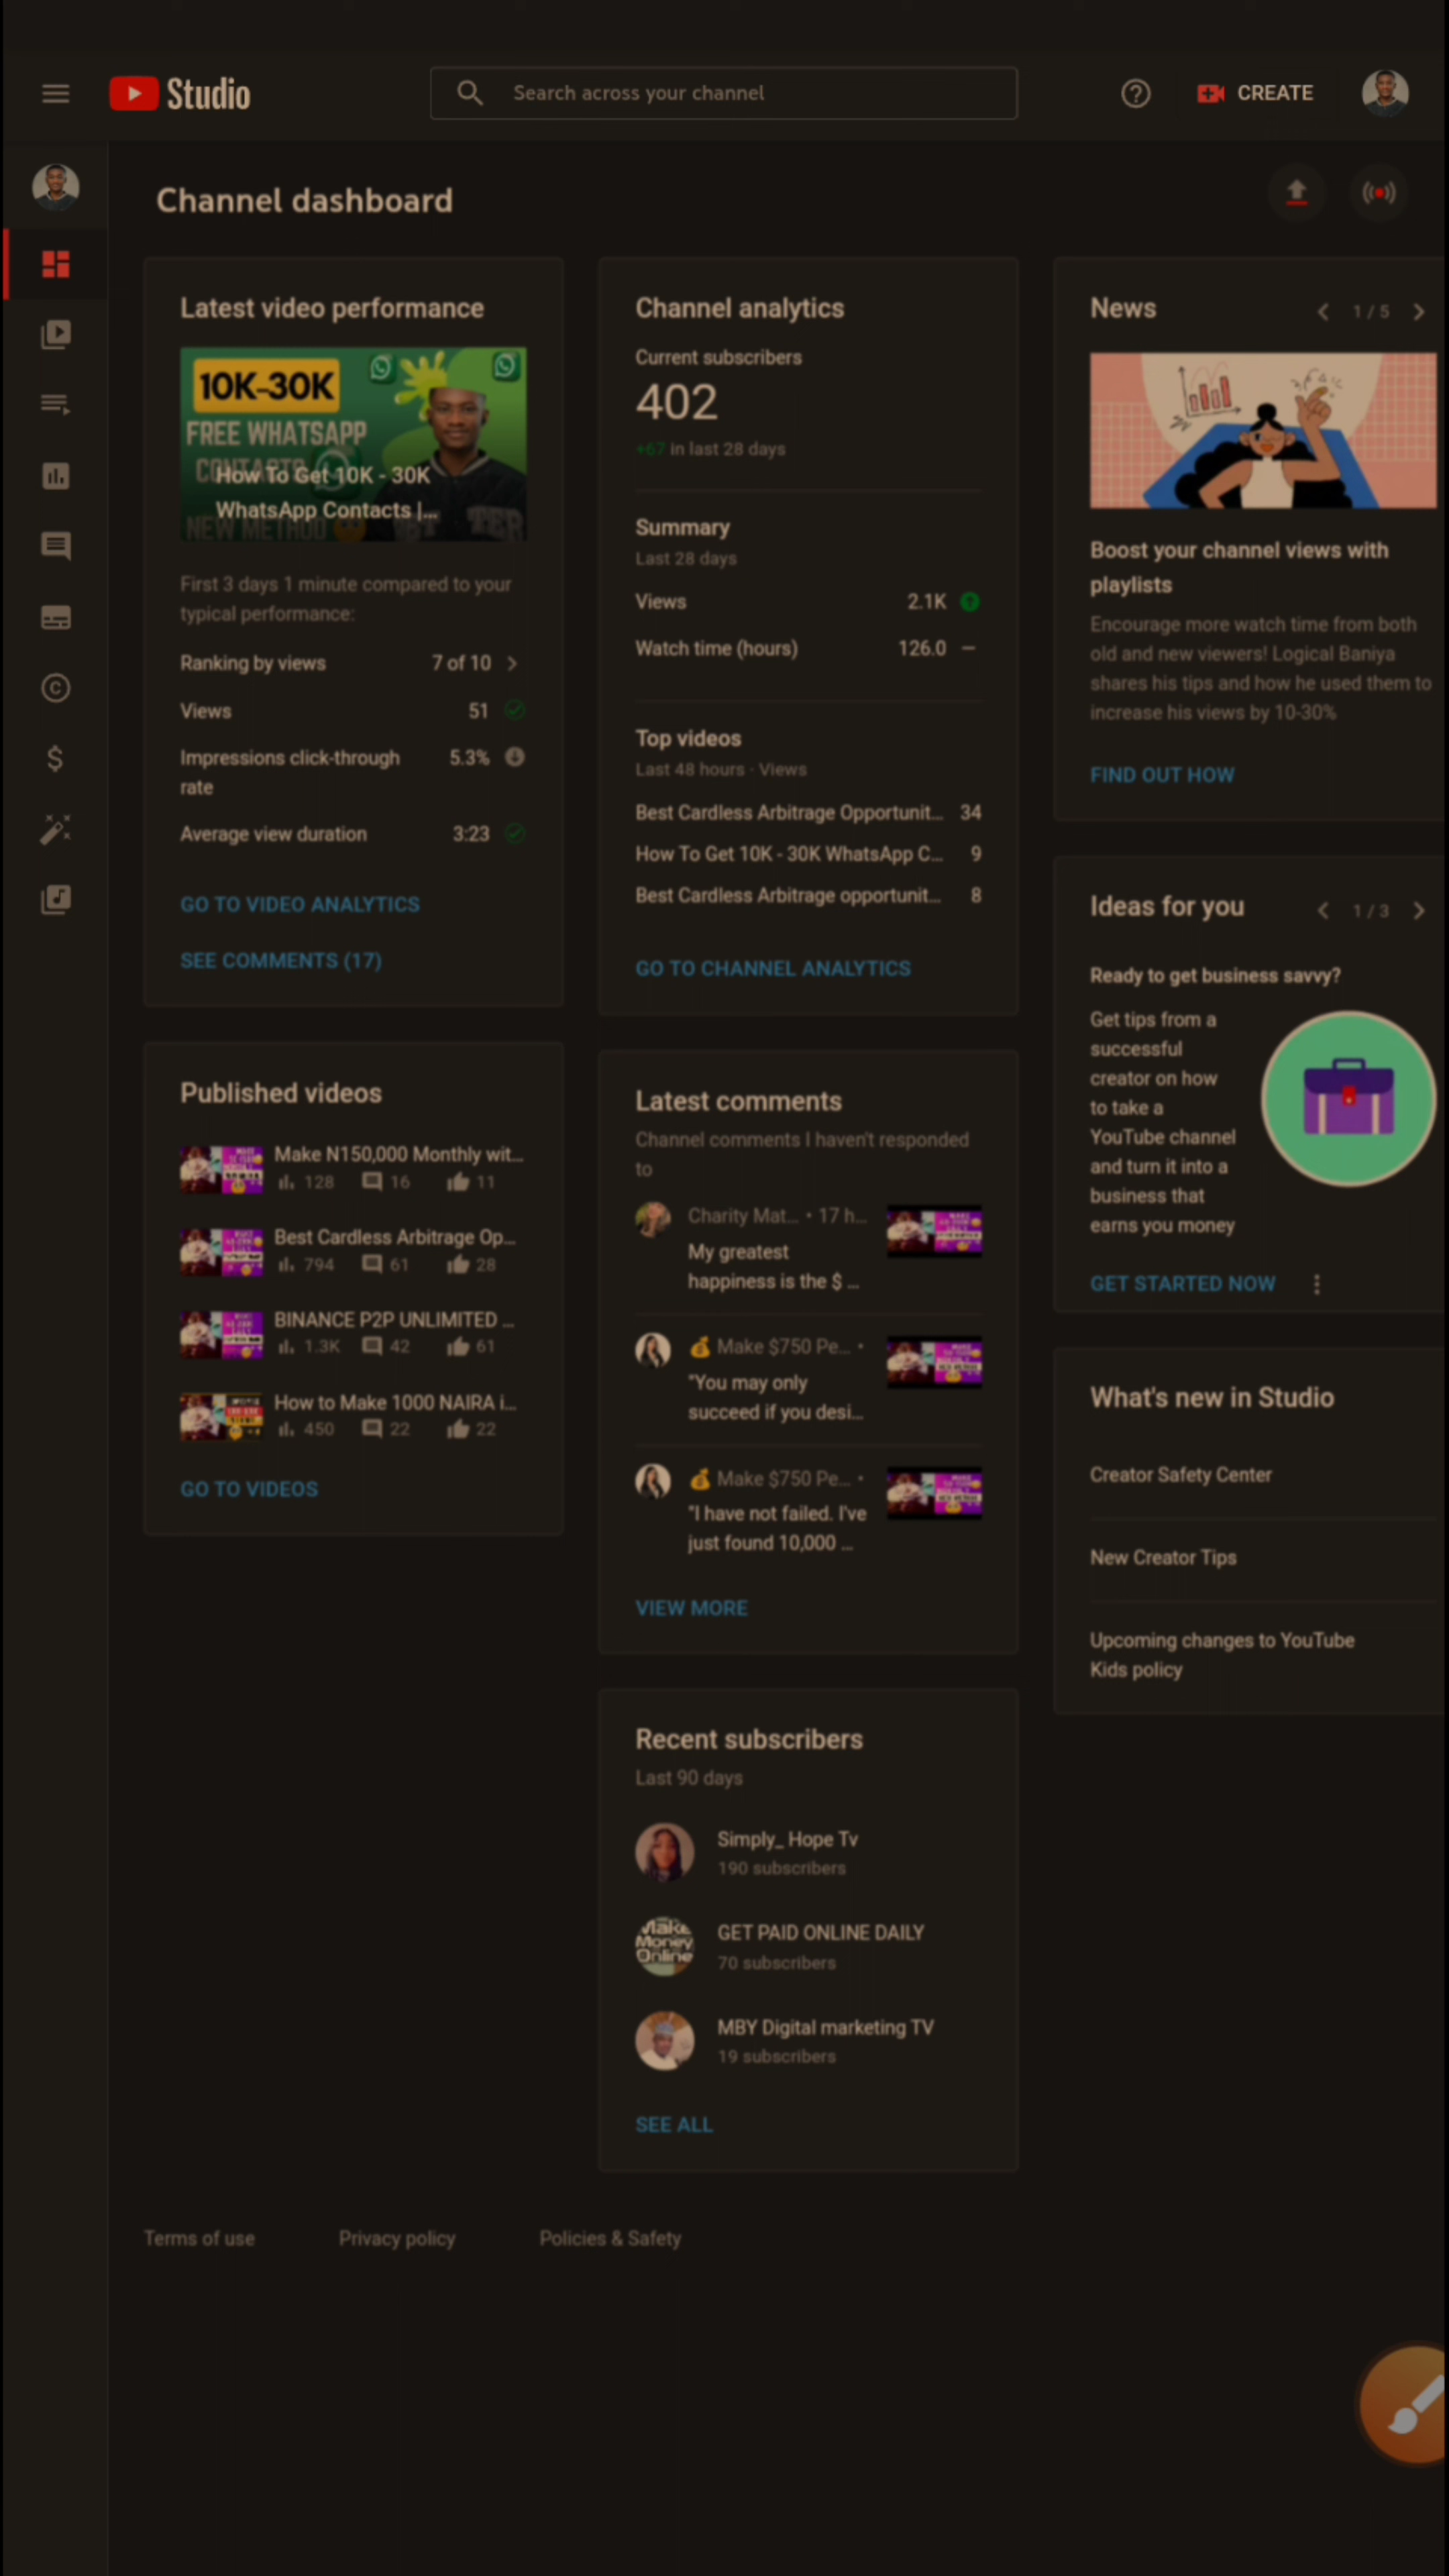 Studio
Search across your channel
CREATE
Channel dashboard
Latest video performance
10K-30K
FREE WHATSAPP
CONTACTS
How To Get 10K - 30K
WhatsApp Contacts |...
NEW METHOD
First 3 days 1 minute compared to your
typical performance:
Ranking by views 7 of 10
Views 51
Impressions click-through
rate 5.3%
Average view duration 3:23
GO TO VIDEO ANALYTICS
SEE COMMENTS (17)
Published videos
Make N150,000 Monthly wit...
128 16 11
Best Cardless Arbitrage Op...
794 61 28
BINANCE P2P UNLIMITED ...
1.3K 42 61
How to Make 1000 NAIRA i...
450 22 22
GO TO VIDEOS
Channel analytics
Current subscribers
402
+67 in last 28 days
Summary
Last 28 days
Views 2.1K
Watch time (hours) 126.0 —
Top videos
Last 48 hours · Views
Best Cardless Arbitrage Opportunit... 34
How To Get 10K - 30K WhatsApp C... 9
Best Cardless Arbitrage opportunit... 8
GO TO CHANNEL ANALYTICS
Latest comments
Channel comments I haven't responded
to
Charity Mat... • 17 h...
My greatest
happiness is the $ ...
💰 Make $750 Pe... •
"You may only
succeed if you desi...
💰 Make $750 Pe... •
"I have not failed. I've
just found 10,000 ...
VIEW MORE
Recent subscribers
Last 90 days
Simply_ Hope Tv
190 subscribers
Make
Money
Online
GET PAID ONLINE DAILY
70 subscribers
MBY Digital marketing TV
19 subscribers
SEE ALL
News
1 / 5
Boost your channel views with
playlists
Encourage more watch time from both
old and new viewers! Logical Baniya
shares his tips and how he used them to
increase his views by 10-30%
FIND OUT HOW
Ideas for you
1 / 3
Ready to get business savvy?
Get tips from a
successful
creator on how
to take a
YouTube channel
and turn it into a
business that
earns you money
GET STARTED NOW
What's new in Studio
Creator Safety Center
New Creator Tips
Upcoming changes to YouTube
Kids policy
Terms of use Privacy policy Policies & Safety